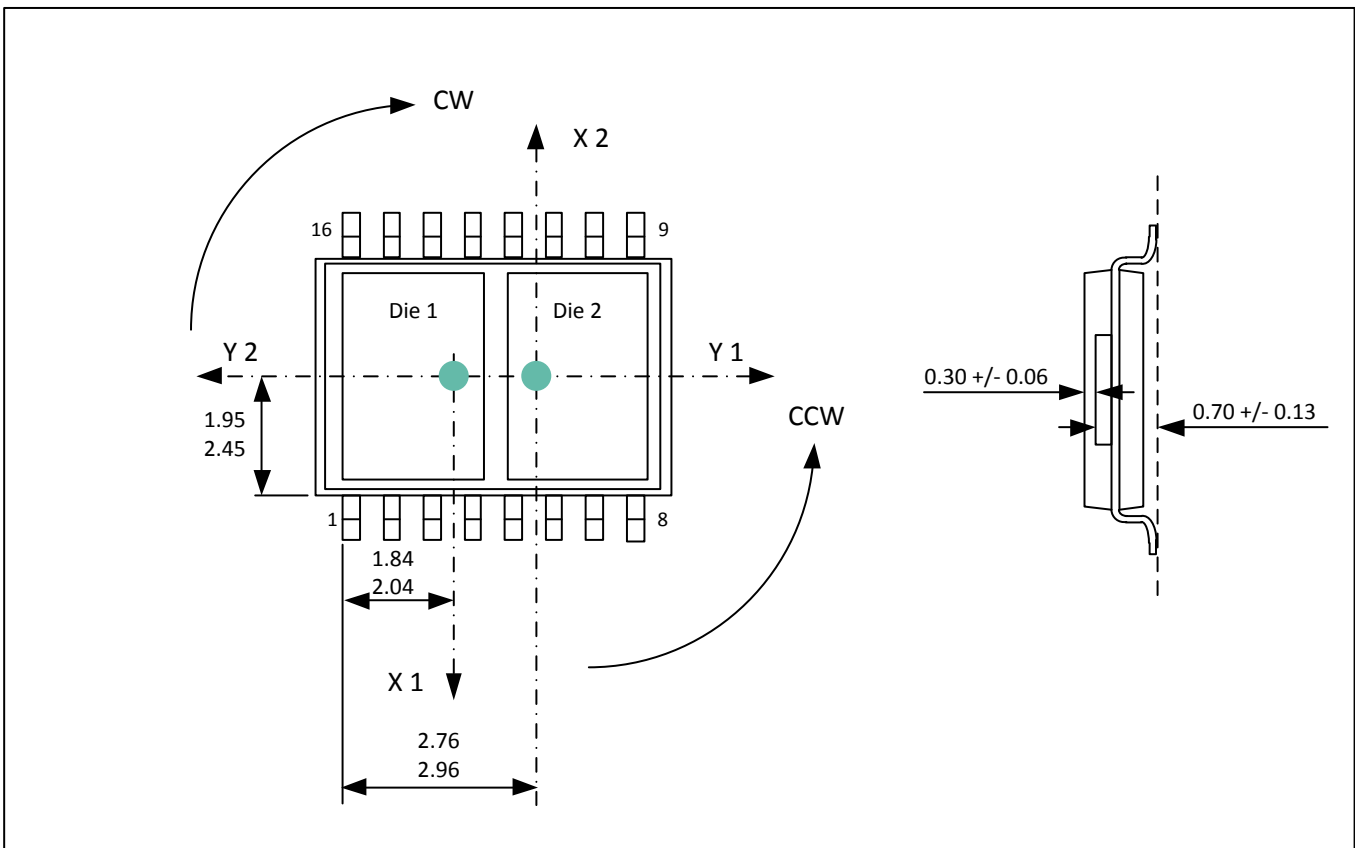 CW
X 2
16
9
Die 1
Die 2
Y 2
Y 1
0.30 +/- 0.06
0.70 +/- 0.13
CCW
1.95
2.45
1
8
1.84
2.04
X 1
2.76
2.96